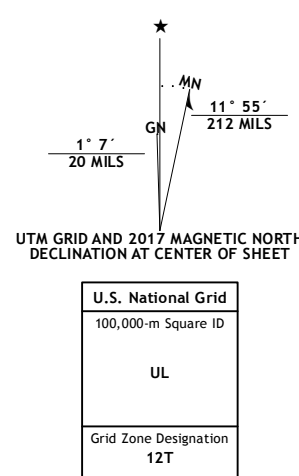 ★
MN
GN
11° 55´
212 MILS
1° 7´
20 MILS
UTM GRID AND 2017 MAGNETIC NORTH
DECLINATION AT CENTER OF SHEET
U.S. National Grid
100,000-m Square ID
UL
Grid Zone Designation
12T